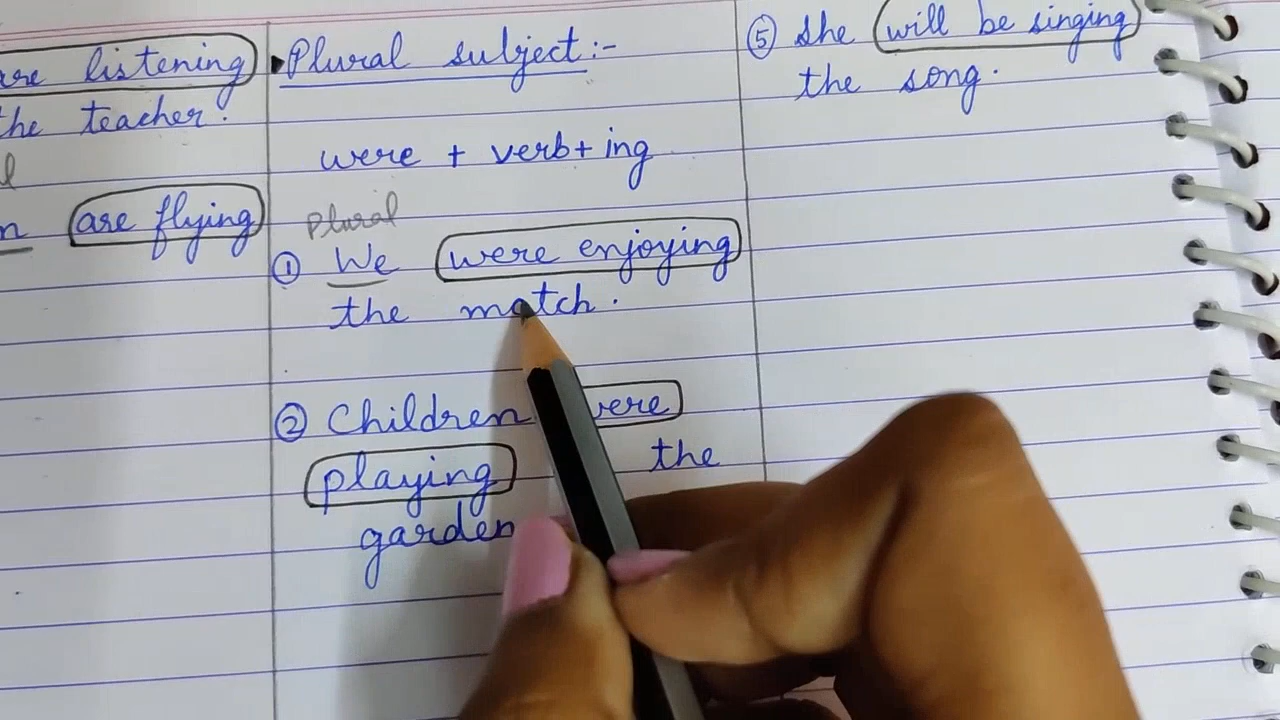 are listening
the teacher.
are flying
Plural subject:-
were + verb+ing
Plural
① We were enjoying
the match.
② Children were
playing the
garden
⑤ She will be singing
the song.